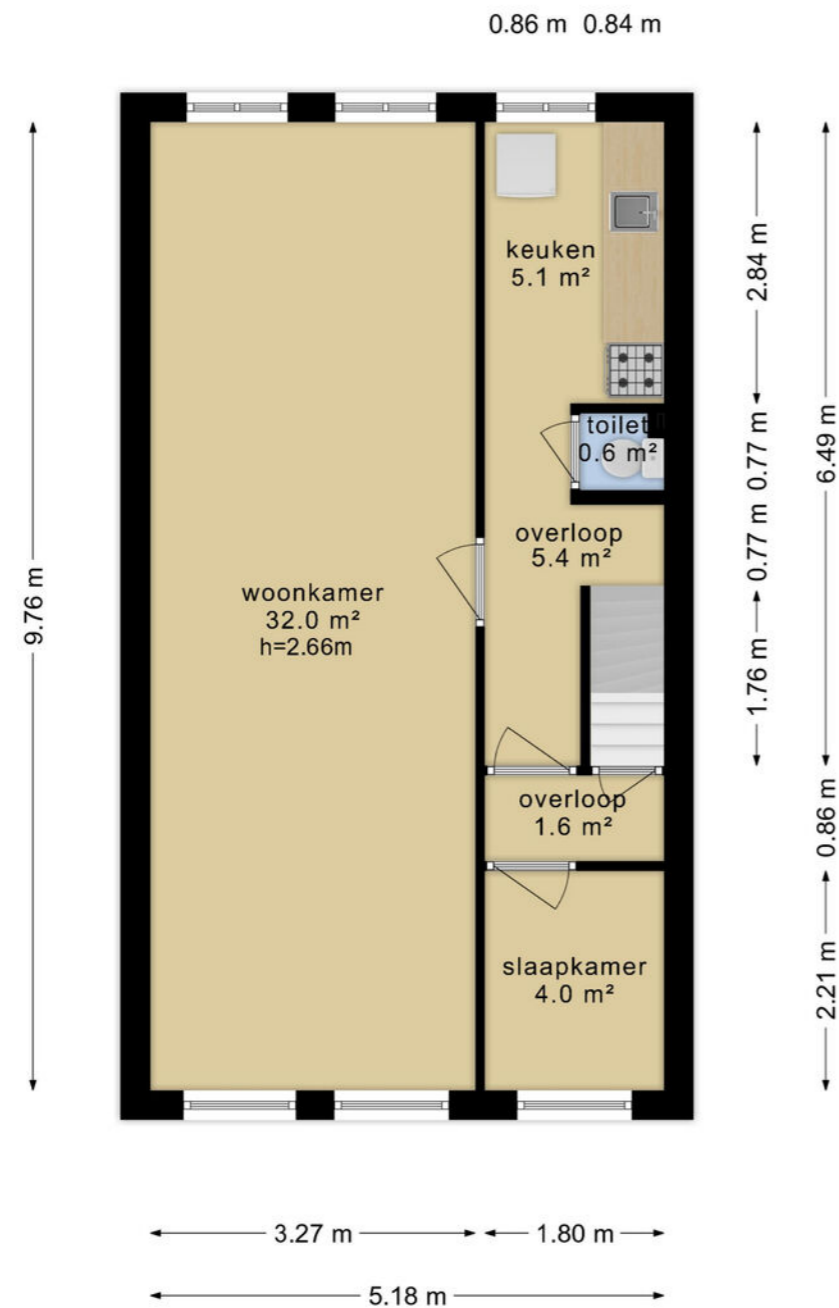 0.86 m 0.84 m
keuken
5.1 m²
2.84 m
toilet
0.6 m²
0.77 m
6.49 m
overloop
5.4 m²
0.77 m
9.76 m
woonkamer
32.0 m²
h=2.66m
1.76 m
overloop
1.6 m²
0.86 m
slaapkamer
4.0 m²
2.21 m
3.27 m
1.80 m
5.18 m